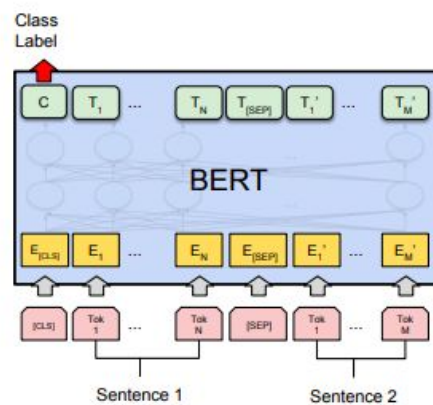 Class
Label
C T1 ... TN T[SEP] T1' ... TM'
BERT
E[CLS] E1 ... EN E[SEP] E1' ... EM'
[CLS] Tok 1 ... Tok N [SEP] Tok 1 ... Tok M
Sentence 1 Sentence 2